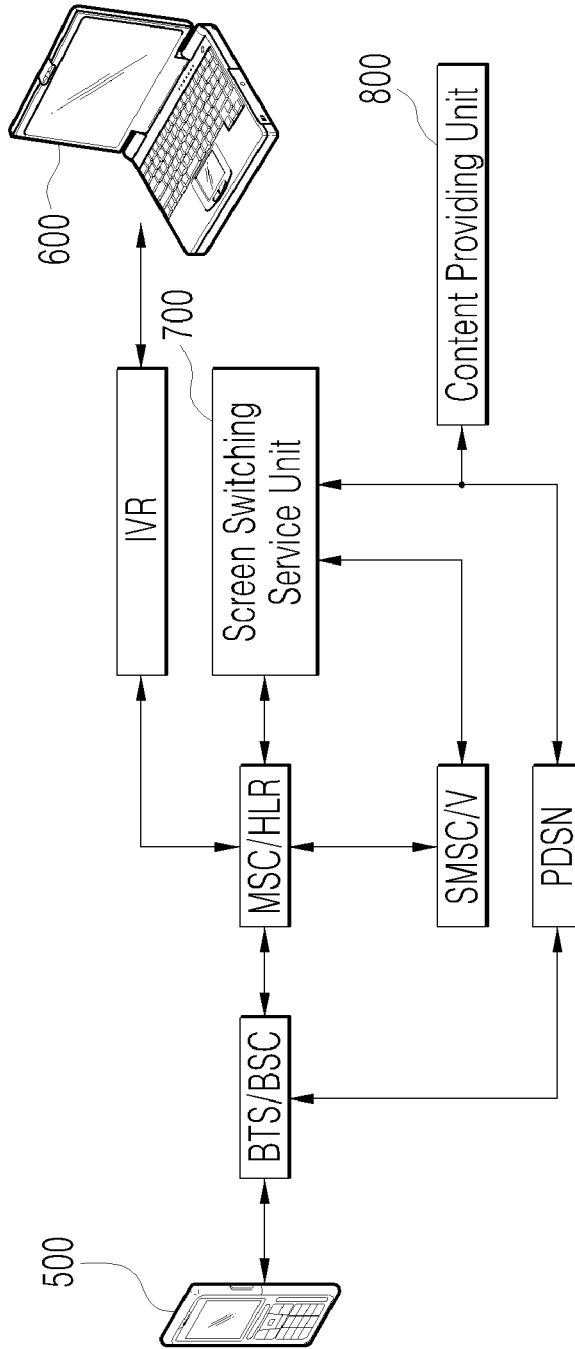 500
BTS/BSC
MSC/HLR
IVR
600
700
Screen Switching
Service Unit
SMSC/V
PDSN
800
Content Providing Unit